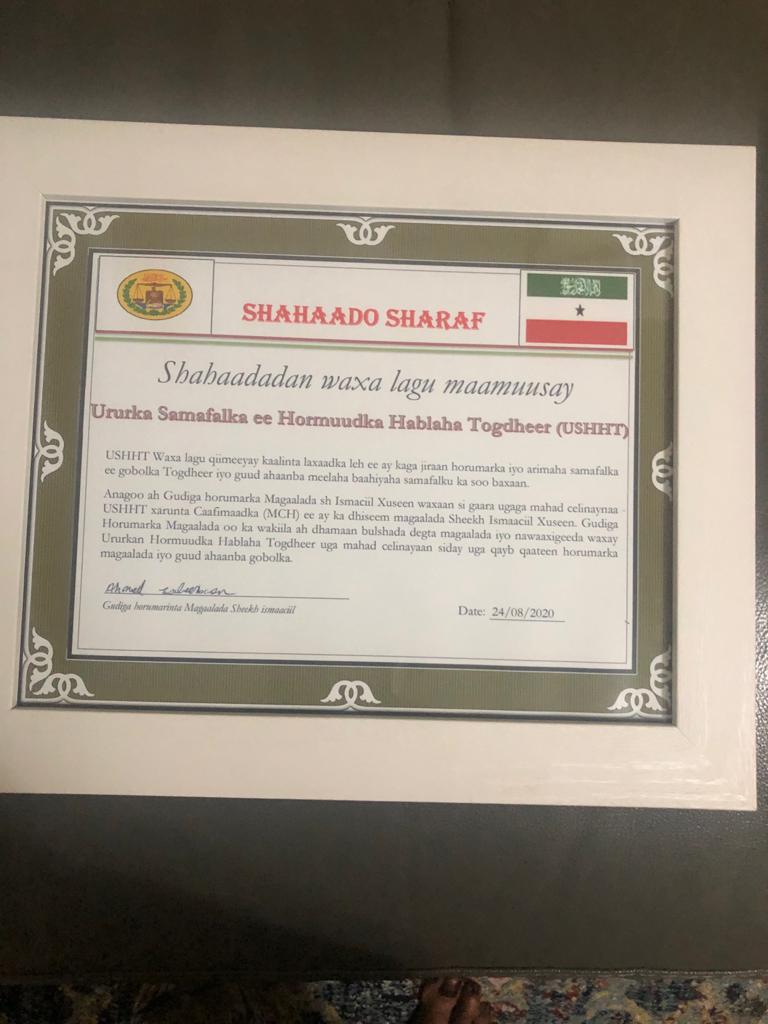 SHAHAADO SHARAF
Shahaadadan waxa lagu maamuusay
Ururka Samafalka ee Hormuudka Hablaha Togdheer (USHHT)
USHHT Waxa lagu qiimeeyay kaalinta laxaadka leh ee ay kaga jiraan horumarka iyo arimaha samafalka
ee gobolka Togdheer iyo guud ahaanba meelaha baahiyaha samafalku ka soo baxaan.
Anagoo ah Gudiga horumarka Magaalada sh Ismaciil Xuseen waxaan si gaara ugaga mahad celinaynaa
USHHT xarunta Caafimaadka (MCH) ee ay ka dhiseem magaalada Sheekh Ismaaciil Xuseen. Gudiga
Horumarka Magaalada oo ka wakiila ah dhamaan bulshada degta magaalada iyo nawaaxigeeda waxay
Ururkan Hormuudka Hablaha Togdheer uga mahad celinayaan siday uga qayb qaateen horumarka
magaalada iyo guud ahaanba gobolka.
Ahmed
Gudiga horumarinta Magaalada Sheekh ismaaciil
Date: 24/08/2020